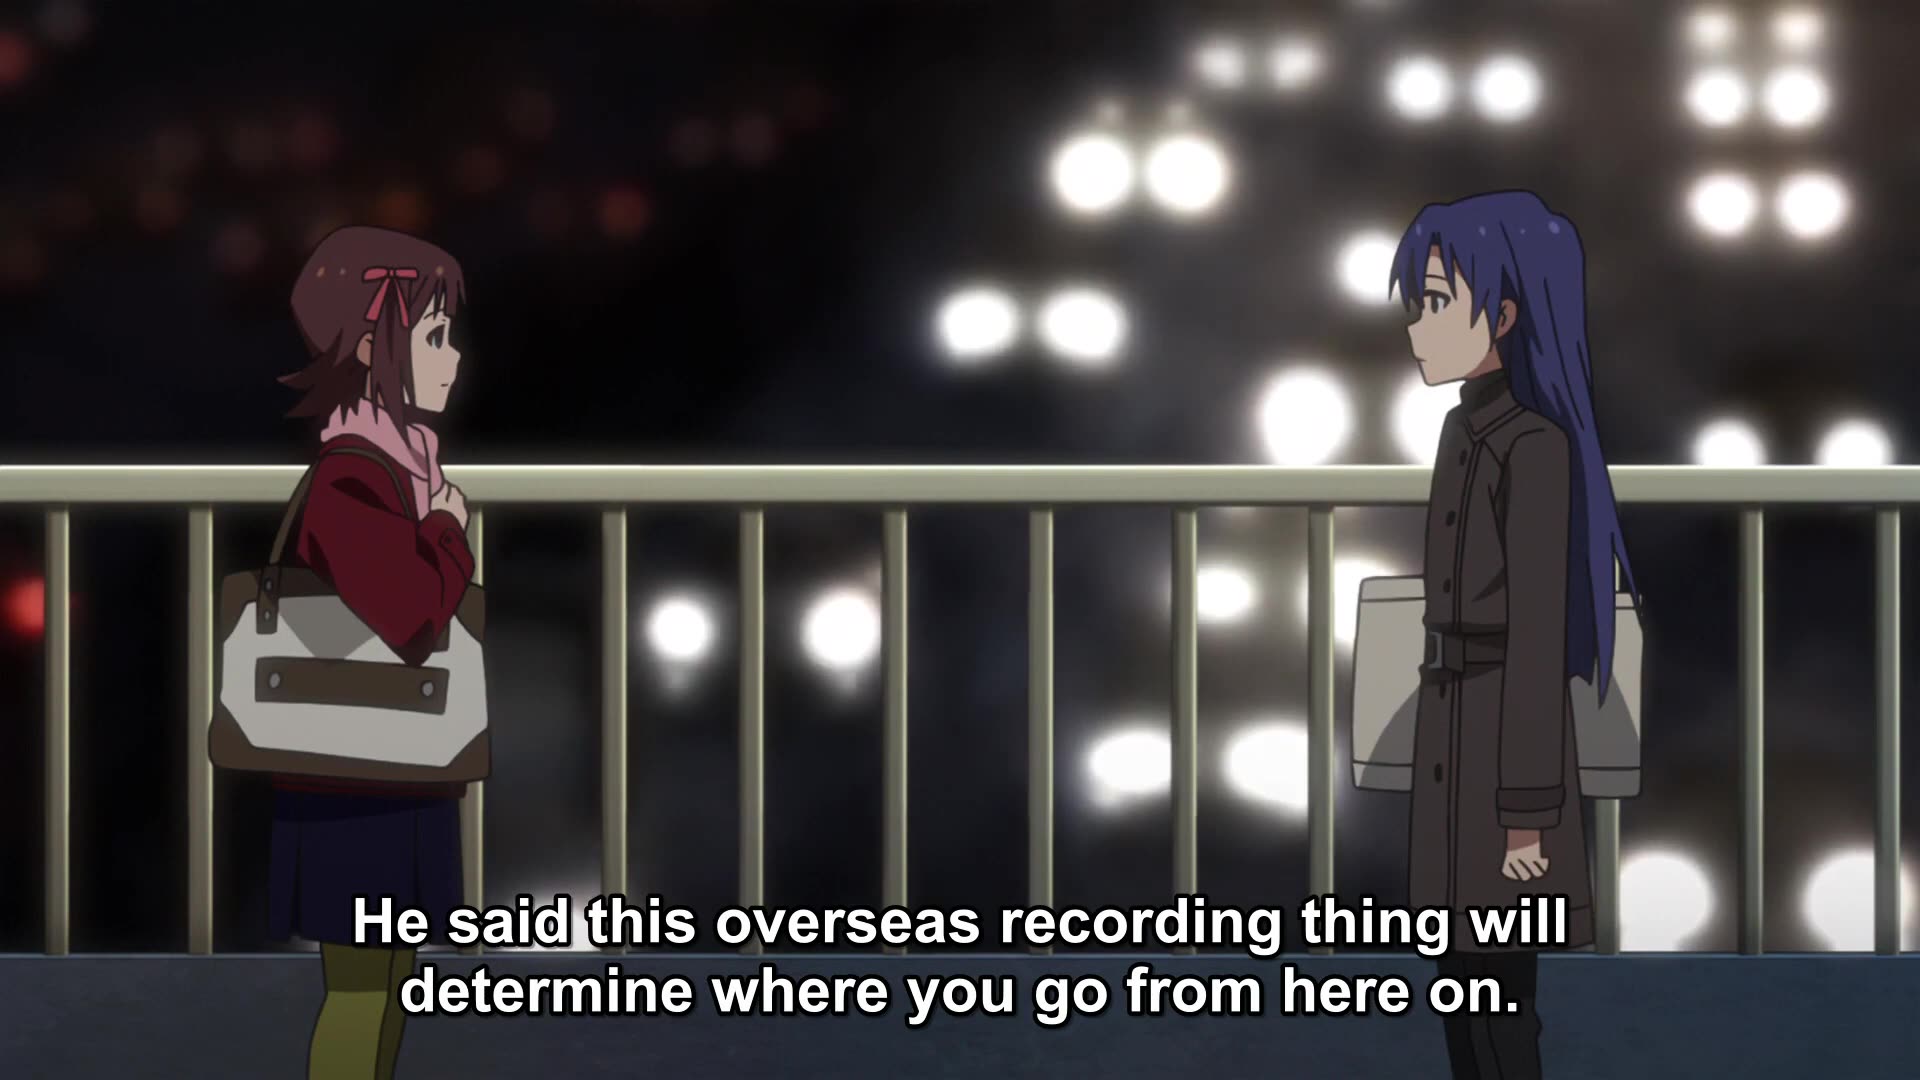 He said this overseas recording thing will
determine where you go from here on.